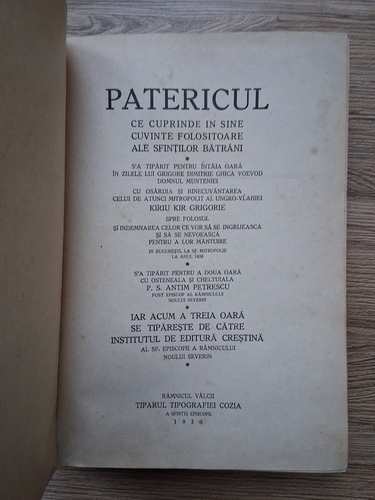 PATERICUL
CE CUPRINDE IN SINE
CUVINTE FOLOSITOARE
ALE SFINȚILOR BĂTRÂNI
S'A TIPĂRIT PENTRU ÎNTÂIA OARĂ
ÎN ZILELE LUI GRIGORE DIMITRIE GHICA VOEVOD
DOMNUL MUNTENIEI
CU OSÂRDIA ȘI BINECUVÂNTAREA
CELUI DE ATUNCI MITROPOLIT AL UNGRO-VLAHIEI
KIRIU KIR GRIGORIE
SPRE FOLOSUL
ȘI INDEMNAREA CELOR CE VOR SĂ SE INGRIJEASCĂ
ȘI SĂ SE NEVOEASCĂ
PENTRU A LOR MÂNTUIRE
IN BUCUREȘTI, LA SF. MITROPOLIE
LA ANUL 1828
S'A TIPĂRIT PENTRU A DOUA OARĂ
CU OSTENEALA ȘI CHELTUIALA
P. S. ANTIM PETRESCU
FOST EPISCOP AL RÂMNICULUI
NOULUI SEVERIN
IAR ACUM A TREIA OARĂ
SE TIPĂREȘTE DE CĂTRE
INSTITUTUL DE EDITURĂ CREȘTINĂ
AL SF. EPISCOPII A RÂMNICULUI
NOULUI SEVERIN
RÂMNICUL VÂLCII
TIPARUL TIPOGRAFIEI COZIA
A SFINTEI EPISCOPII
1930